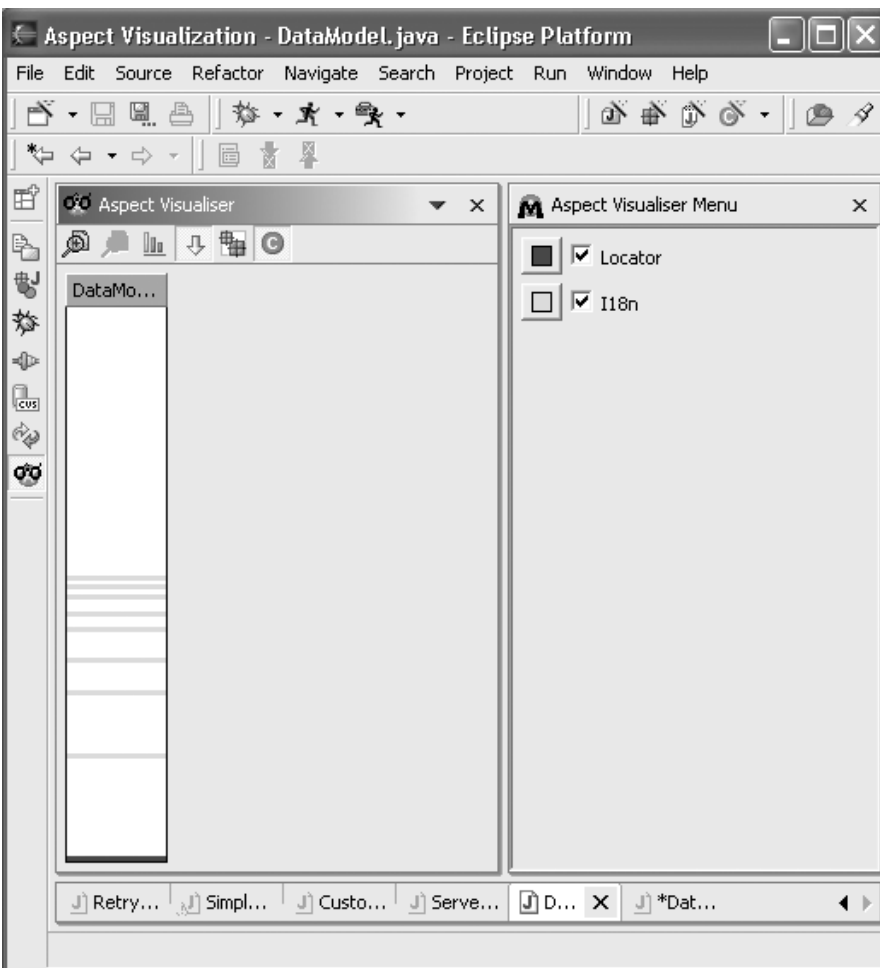 Aspect Visualization - DataModel.java - Eclipse Platform
File Edit Source Refactor Navigate Search Project Run Window Help
Aspect Visualiser
Aspect Visualiser Menu
DataMo...
Locator
I18n
CVS
Retry... Simpl... Custo... Serve... D... *Dat...